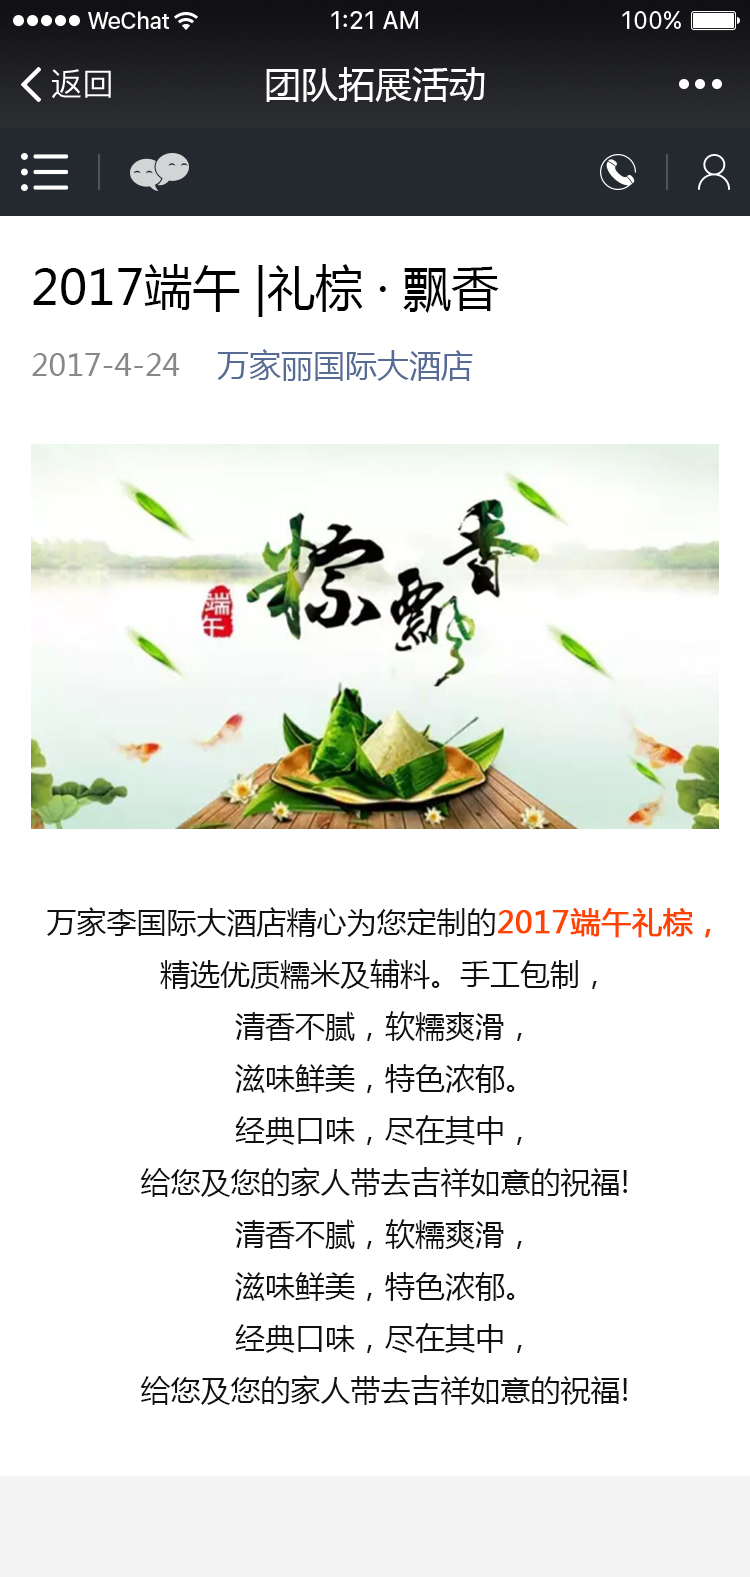 WeChat 1:21 AM 100%
返回 团队拓展活动
2017端午 |礼棕 · 飘香
2017-4-24 万家丽国际大酒店
端午
粽飘香
万家李国际大酒店精心为您定制的2017端午礼棕，
精选优质糯米及辅料。手工包制，
清香不腻，软糯爽滑，
滋味鲜美，特色浓郁。
经典口味，尽在其中，
给您及您的家人带去吉祥如意的祝福!
清香不腻，软糯爽滑，
滋味鲜美，特色浓郁。
经典口味，尽在其中，
给您及您的家人带去吉祥如意的祝福!